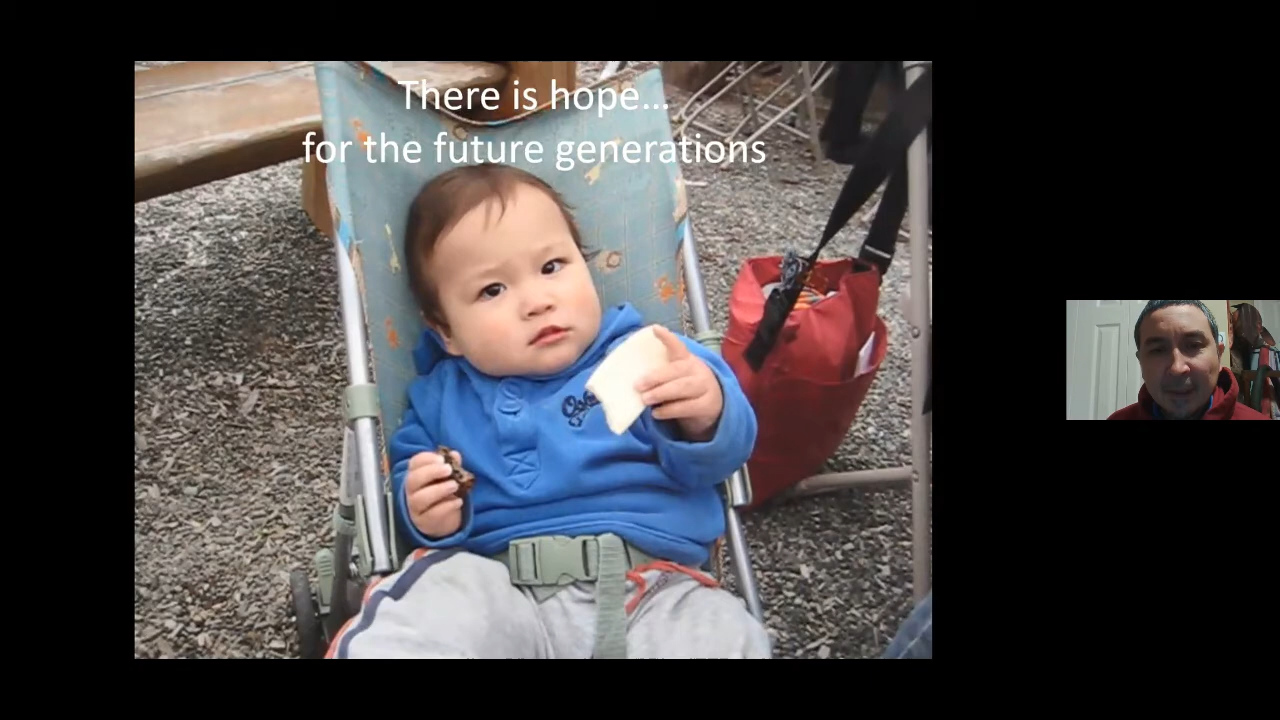 There is hope…
for the future generations